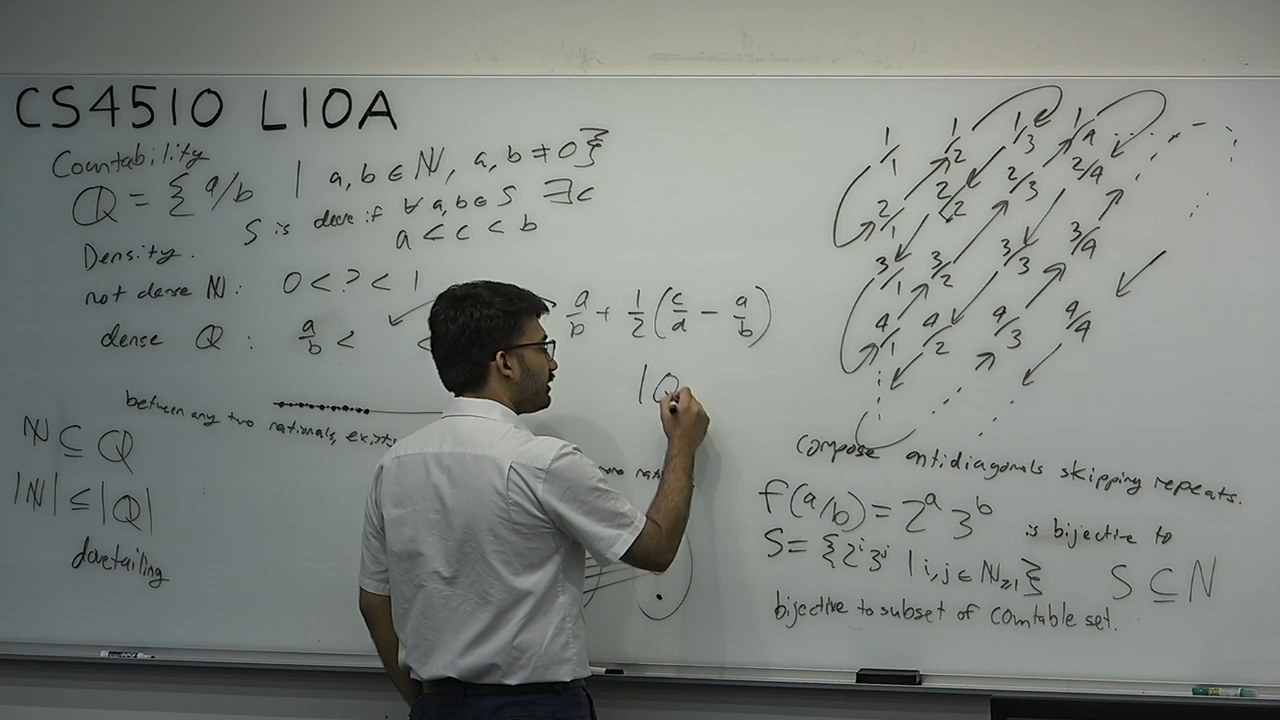 CS4510 L10A
Countability
Q = { a/b | a,b ∈ N, a,b ≠ 0}
S is dense if ∀ a,b ∈ S ∃c
a < c < b
Density.
not dense N: 0 < ? < 1
dense Q : a/b < <
a/b + 1/2 (c/d - a/b)
between any two rationals, exists
N ⊆ Q
|N| ≤ |Q|
dovetailing
|Q
1/1 1/2 1/3 1/4
2/1 2/2 2/3 2/4
3/1 3/2 3/3 3/4
4/1 4/2 4/3 4/4
compose antidiagonals skipping repeats.
f(a/b) = 2^a 3^b is bijective to
S = {2^i 3^j | i,j ∈ N≥1} S ⊆ N
bijective to subset of countable set.